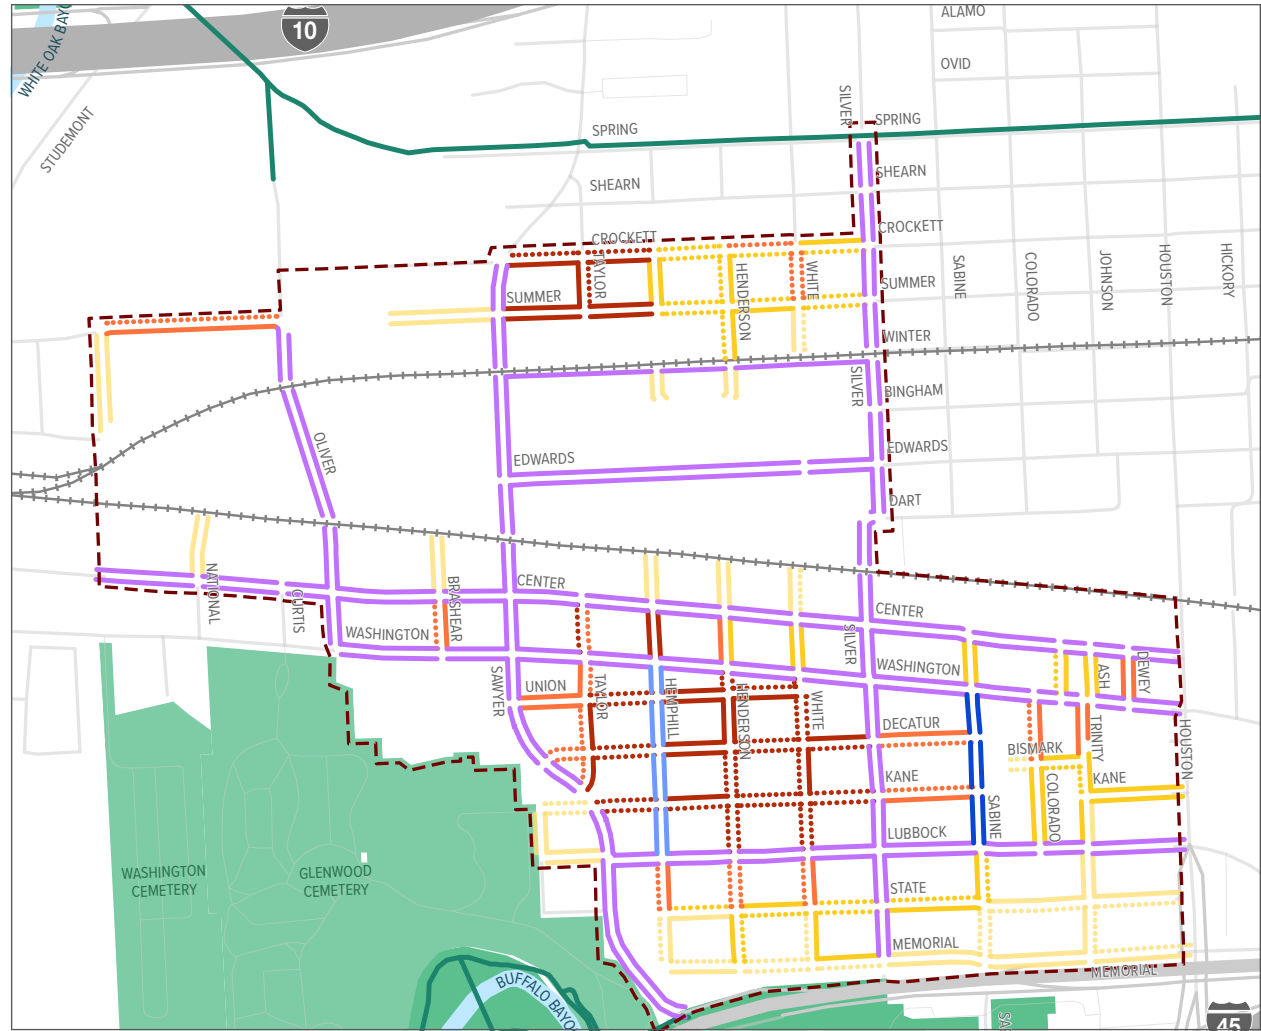 ALAMO
10
WHITE OAK BAYOU
OVID
SILVER
SPRING
SPRING
STUDEMONT
SHEARN
SHEARN
CROCKETT
CROCKETT
TAYLOR
HENDERSON
WHITE
SABINE
COLORADO
JOHNSON
HOUSTON
HICKORY
SUMMER
SUMMER
WINTER
SILVER
BINGHAM
OLIVER
EDWARDS
EDWARDS
DART
NATIONAL
CURTIS
BRASHEAR
CENTER
CENTER
WASHINGTON
SILVER
WASHINGTON
ASH
DEWEY
SAWYER
UNION
TAYLOR
HEMPHILL
HENDERSON
WHITE
DECATUR
BISMARK
TRINITY
HOUSTON
KANE
KANE
SABINE
COLORADO
LUBBOCK
WASHINGTON
CEMETERY
GLENWOOD
CEMETERY
STATE
MEMORIAL
MEMORIAL
BUFFALO BAYOU
45